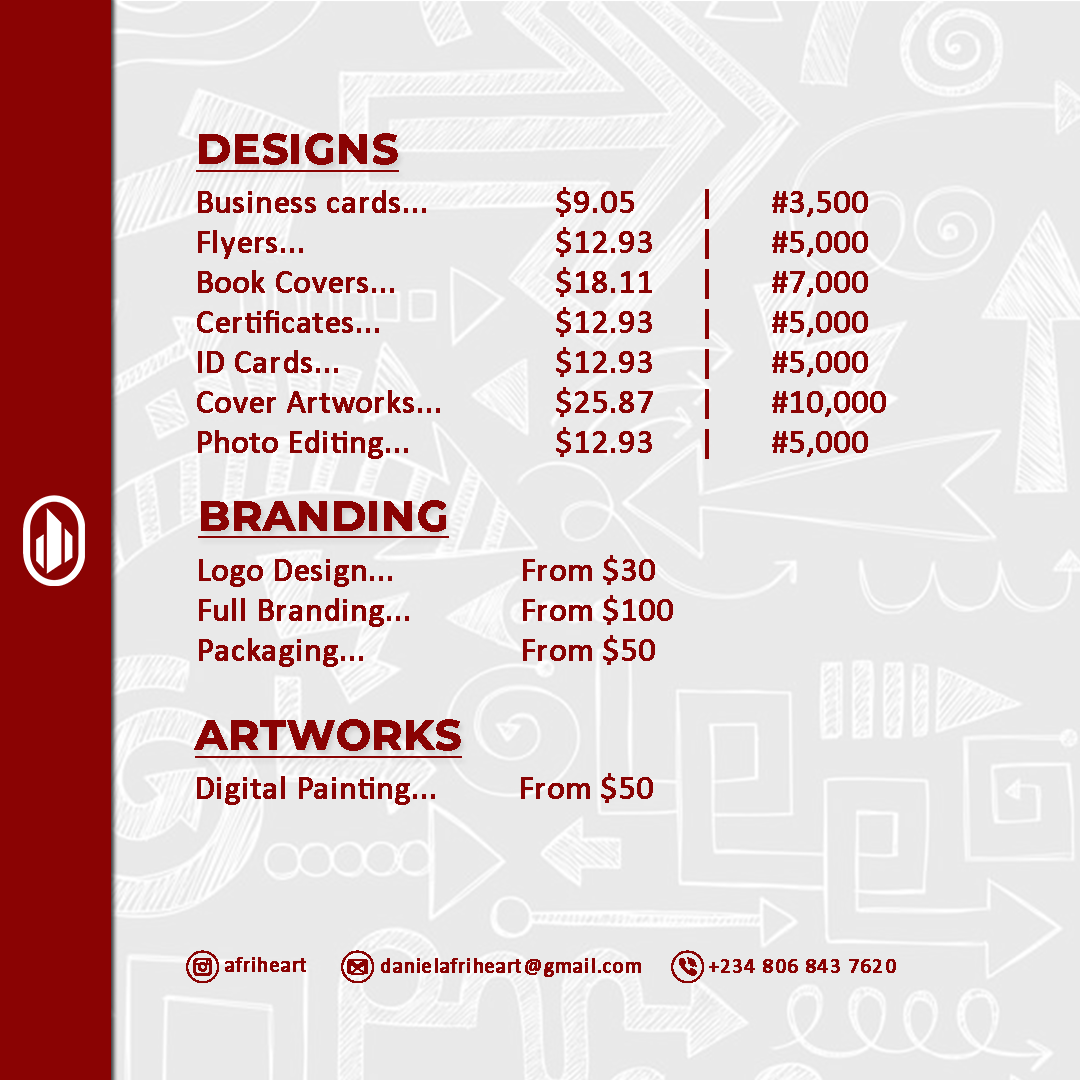 DESIGNS
Business cards... $9.05 | #3,500
Flyers... $12.93 | #5,000
Book Covers... $18.11 | #7,000
Certificates... $12.93 | #5,000
ID Cards... $12.93 | #5,000
Cover Artworks... $25.87 | #10,000
Photo Editing... $12.93 | #5,000
BRANDING
Logo Design... From $30
Full Branding... From $100
Packaging... From $50
ARTWORKS
Digital Painting... From $50
afriheart danielafriheart@gmail.com +234 806 843 7620